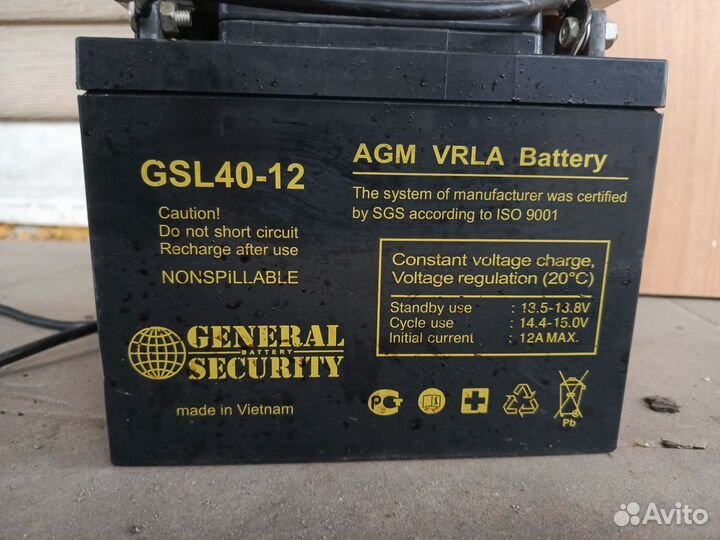 GSL40-12
Caution!
Do not short circuit
Recharge after use
NONSPILLABLE
GENERAL
BATTERY
SECURITY
made in Vietnam
AGM VRLA Battery
The system of manufacturer was certified
by SGS according to ISO 9001
Constant voltage charge,
Voltage regulation (20°C)
Standby use : 13.5-13.8V
Cycle use : 14.4-15.0V
Initial current : 12A MAX.
РСТ
Pb
Avito